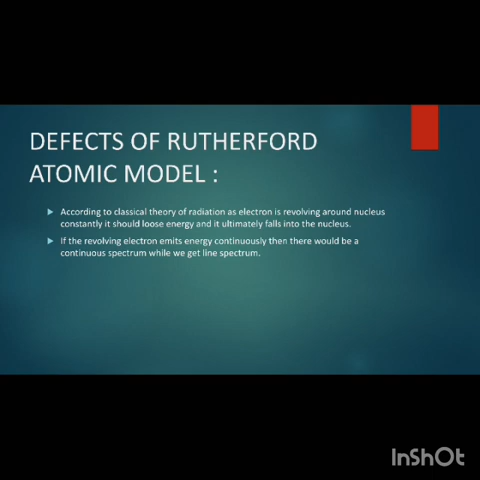 DEFECTS OF RUTHERFORD
ATOMIC MODEL :
According to classical theory of radiation as electron is revolving around nucleus
constantly it should loose energy and it ultimately falls into the nucleus.
If the revolving electron emits energy continuously then there would be a
continuous spectrum while we get line spectrum.
InShOt